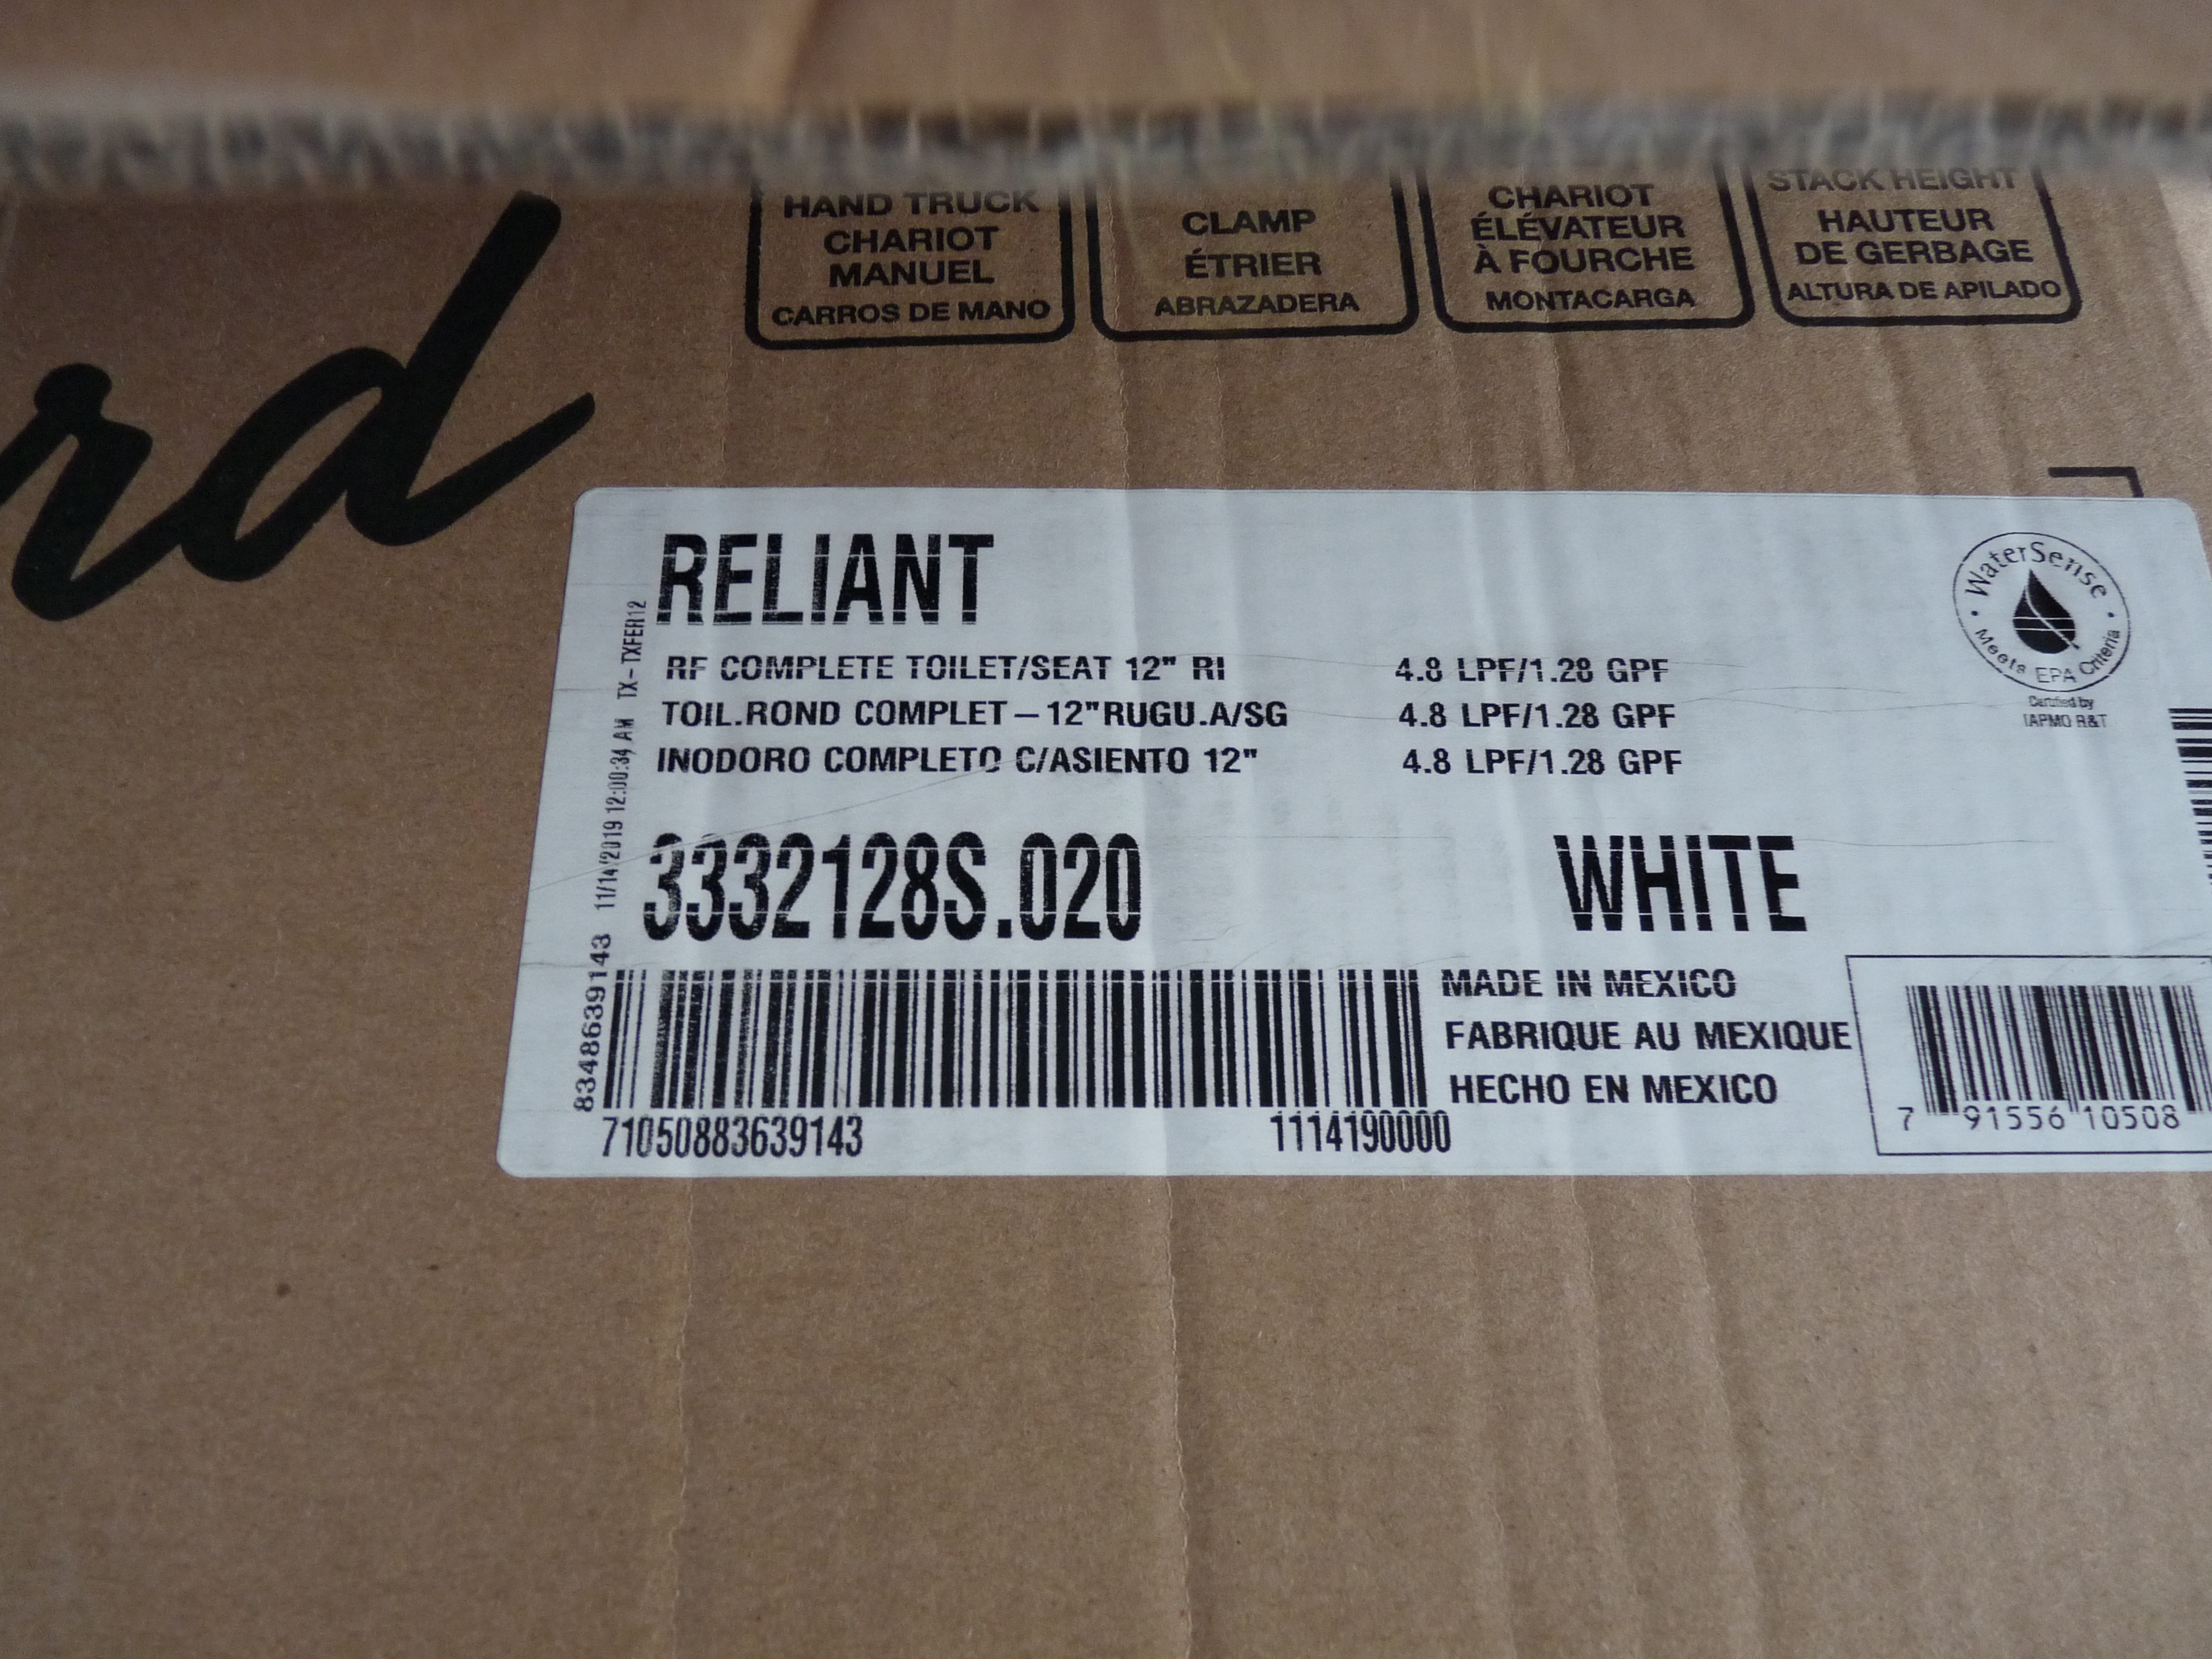 HAND TRUCK
CHARIOT
MANUEL
CARROS DE MANO
CLAMP
ÉTRIER
ABRAZADERA
CHARIOT
ÉLÉVATEUR
À FOURCHE
MONTACARGA
STACK HEIGHT
HAUTEUR
DE GERBAGE
ALTURA DE APILADO
rd
RELIANT
RF COMPLETE TOILET/SEAT 12" RI 4.8 LPF/1.28 GPF
TOIL.ROND COMPLET – 12"RUGU.A/SG 4.8 LPF/1.28 GPF
INODORO COMPLETO C/ASIENTO 12" 4.8 LPF/1.28 GPF
WaterSense
Meets EPA Criteria
Certified by
IAPMO R&T
3332128S.020 WHITE
8348639143 11/14/2019 12:00:34 AM TX-TXFER12
MADE IN MEXICO
FABRIQUE AU MEXIQUE
HECHO EN MEXICO
71050883639143 1114190000
7 91556 10508